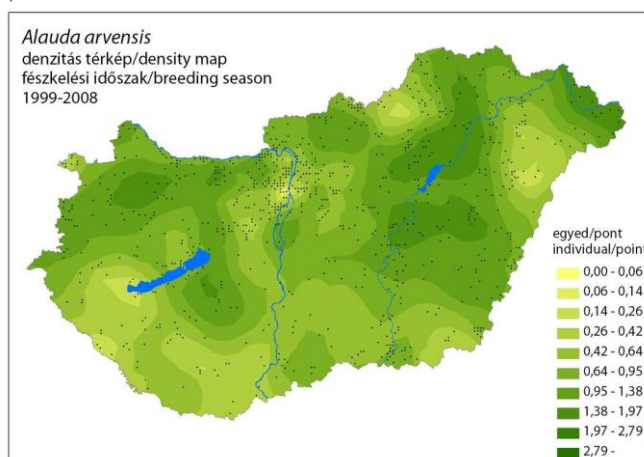 Alauda arvensis
denzitás térkép/density map
fészkelési időszak/breeding season
1999-2008
egyed/pont
individual/point
0,00 - 0,06
0,06 - 0,14
0,14 - 0,26
0,26 - 0,42
0,42 - 0,64
0,64 - 0,95
0,95 - 1,38
1,38 - 1,97
1,97 - 2,79
2,79 -